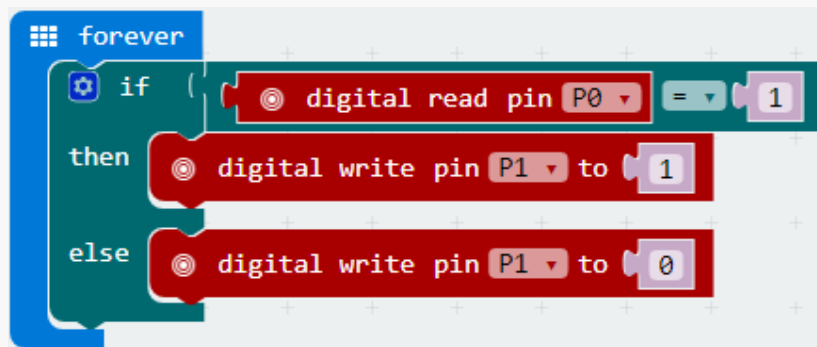 forever
if digital read pin P0 = 1
then digital write pin P1 to 1
else digital write pin P1 to 0